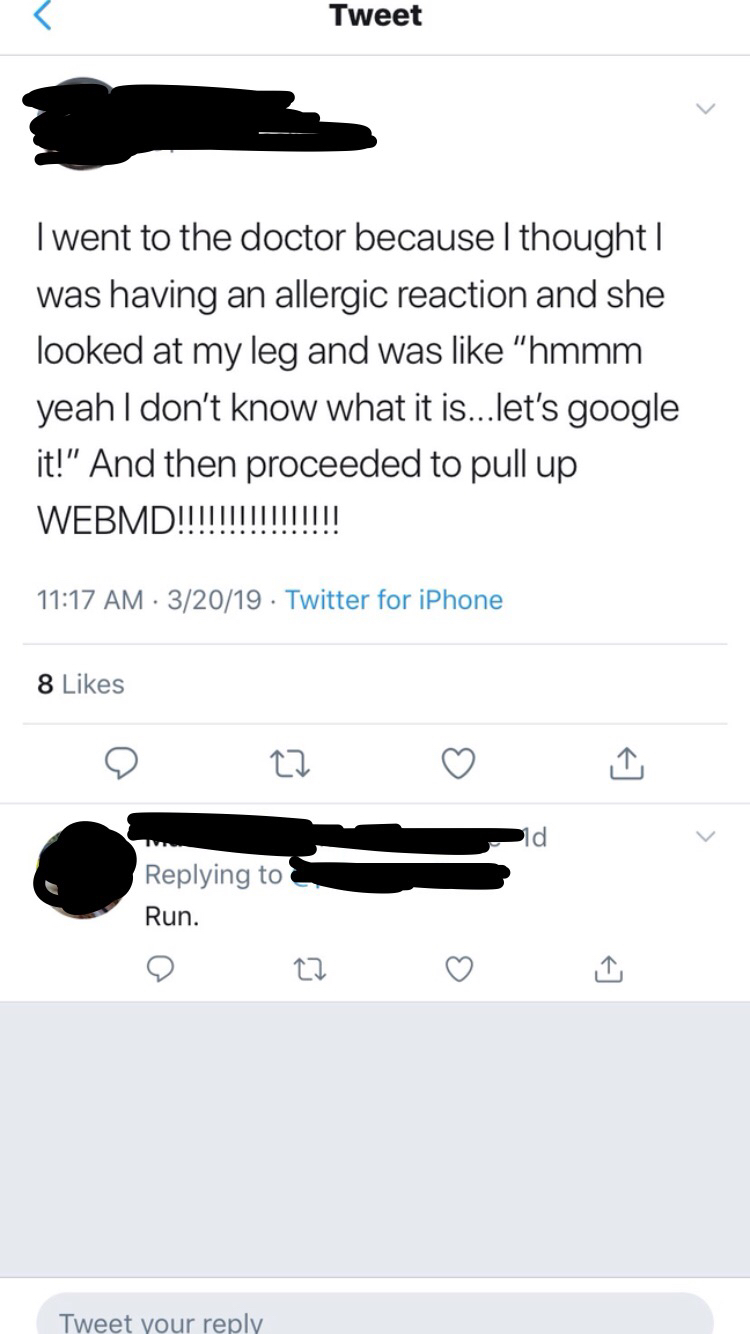 Tweet
I went to the doctor because I thought I
was having an allergic reaction and she
looked at my leg and was like “hmmm
yeah I don’t know what it is...let’s google
it!” And then proceeded to pull up
WEBMD!!!!!!!!!!!!!!!!
11:17 AM · 3/20/19 · Twitter for iPhone
8 Likes
1d
Replying to
Run.
Tweet your reply